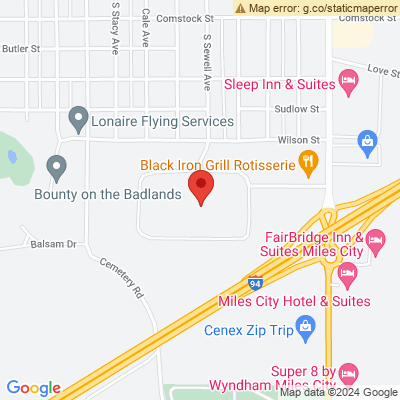 Map error: g.co/staticmaperror
Comstock St
S Stacy Ave
Cale Ave
S Sewell Ave
Butler St
Love St
Sleep Inn & Suites
Sudlow St
Lonaire Flying Services
Wilson St
Black Iron Grill Rotisserie
Bounty on the Badlands
Balsam Dr
Cemetery Rd
FairBridge Inn &
Suites Miles City
94
Miles City Hotel & Suites
Cenex Zip Trip
Super 8 by
Wyndham Miles City
Google
Map data ©2024 Google